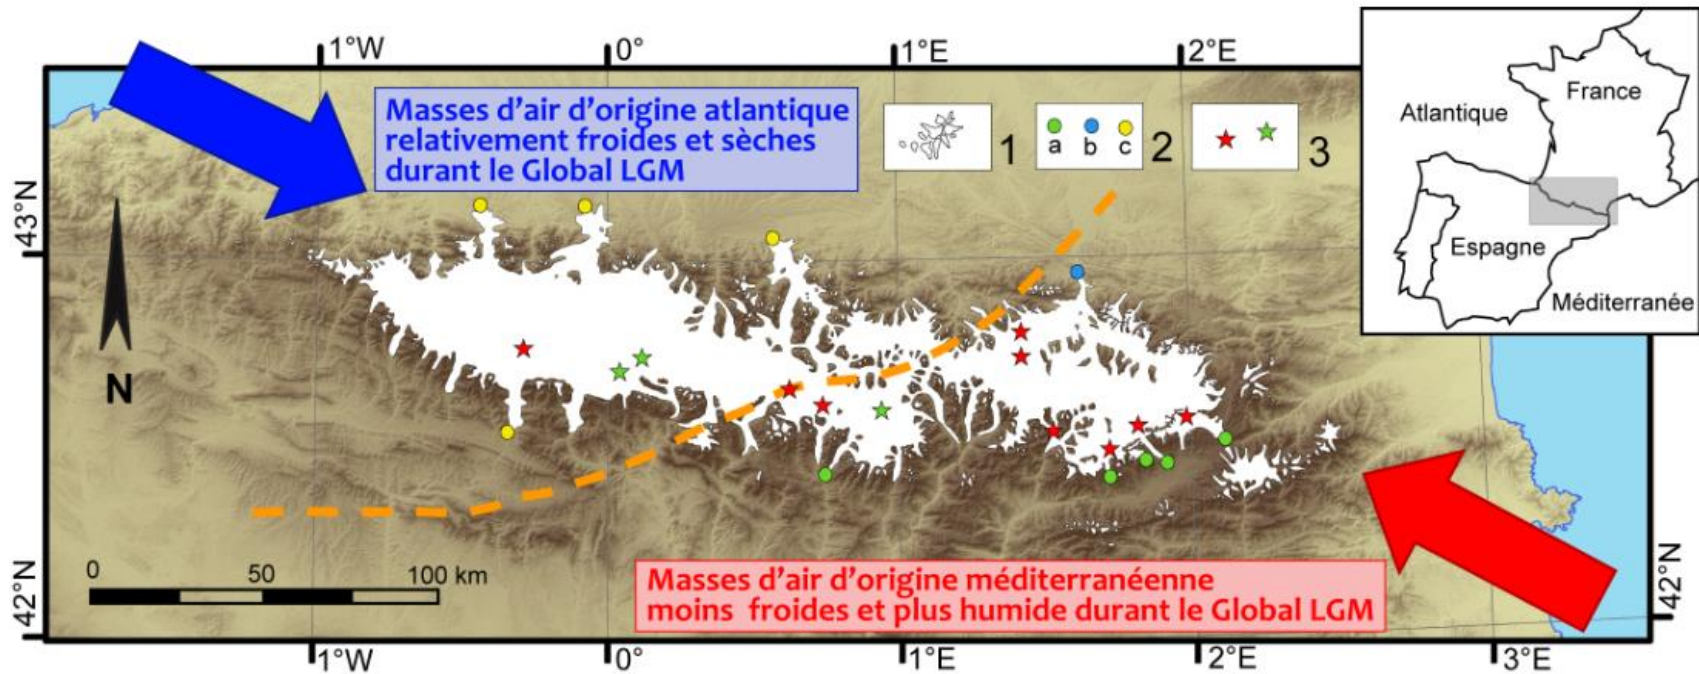 1°W
0°
1°E
2°E
Masses d'air d'origine atlantique
relativement froides et sèches
durant le Global LGM
1
a
b
c
2
3
France
Atlantique
Espagne
Méditerranée
43°N
N
0
50
100 km
42°N
Masses d'air d'origine méditerranéenne
moins froides et plus humide durant le Global LGM
42°N
1°W
0°
1°E
2°E
3°E